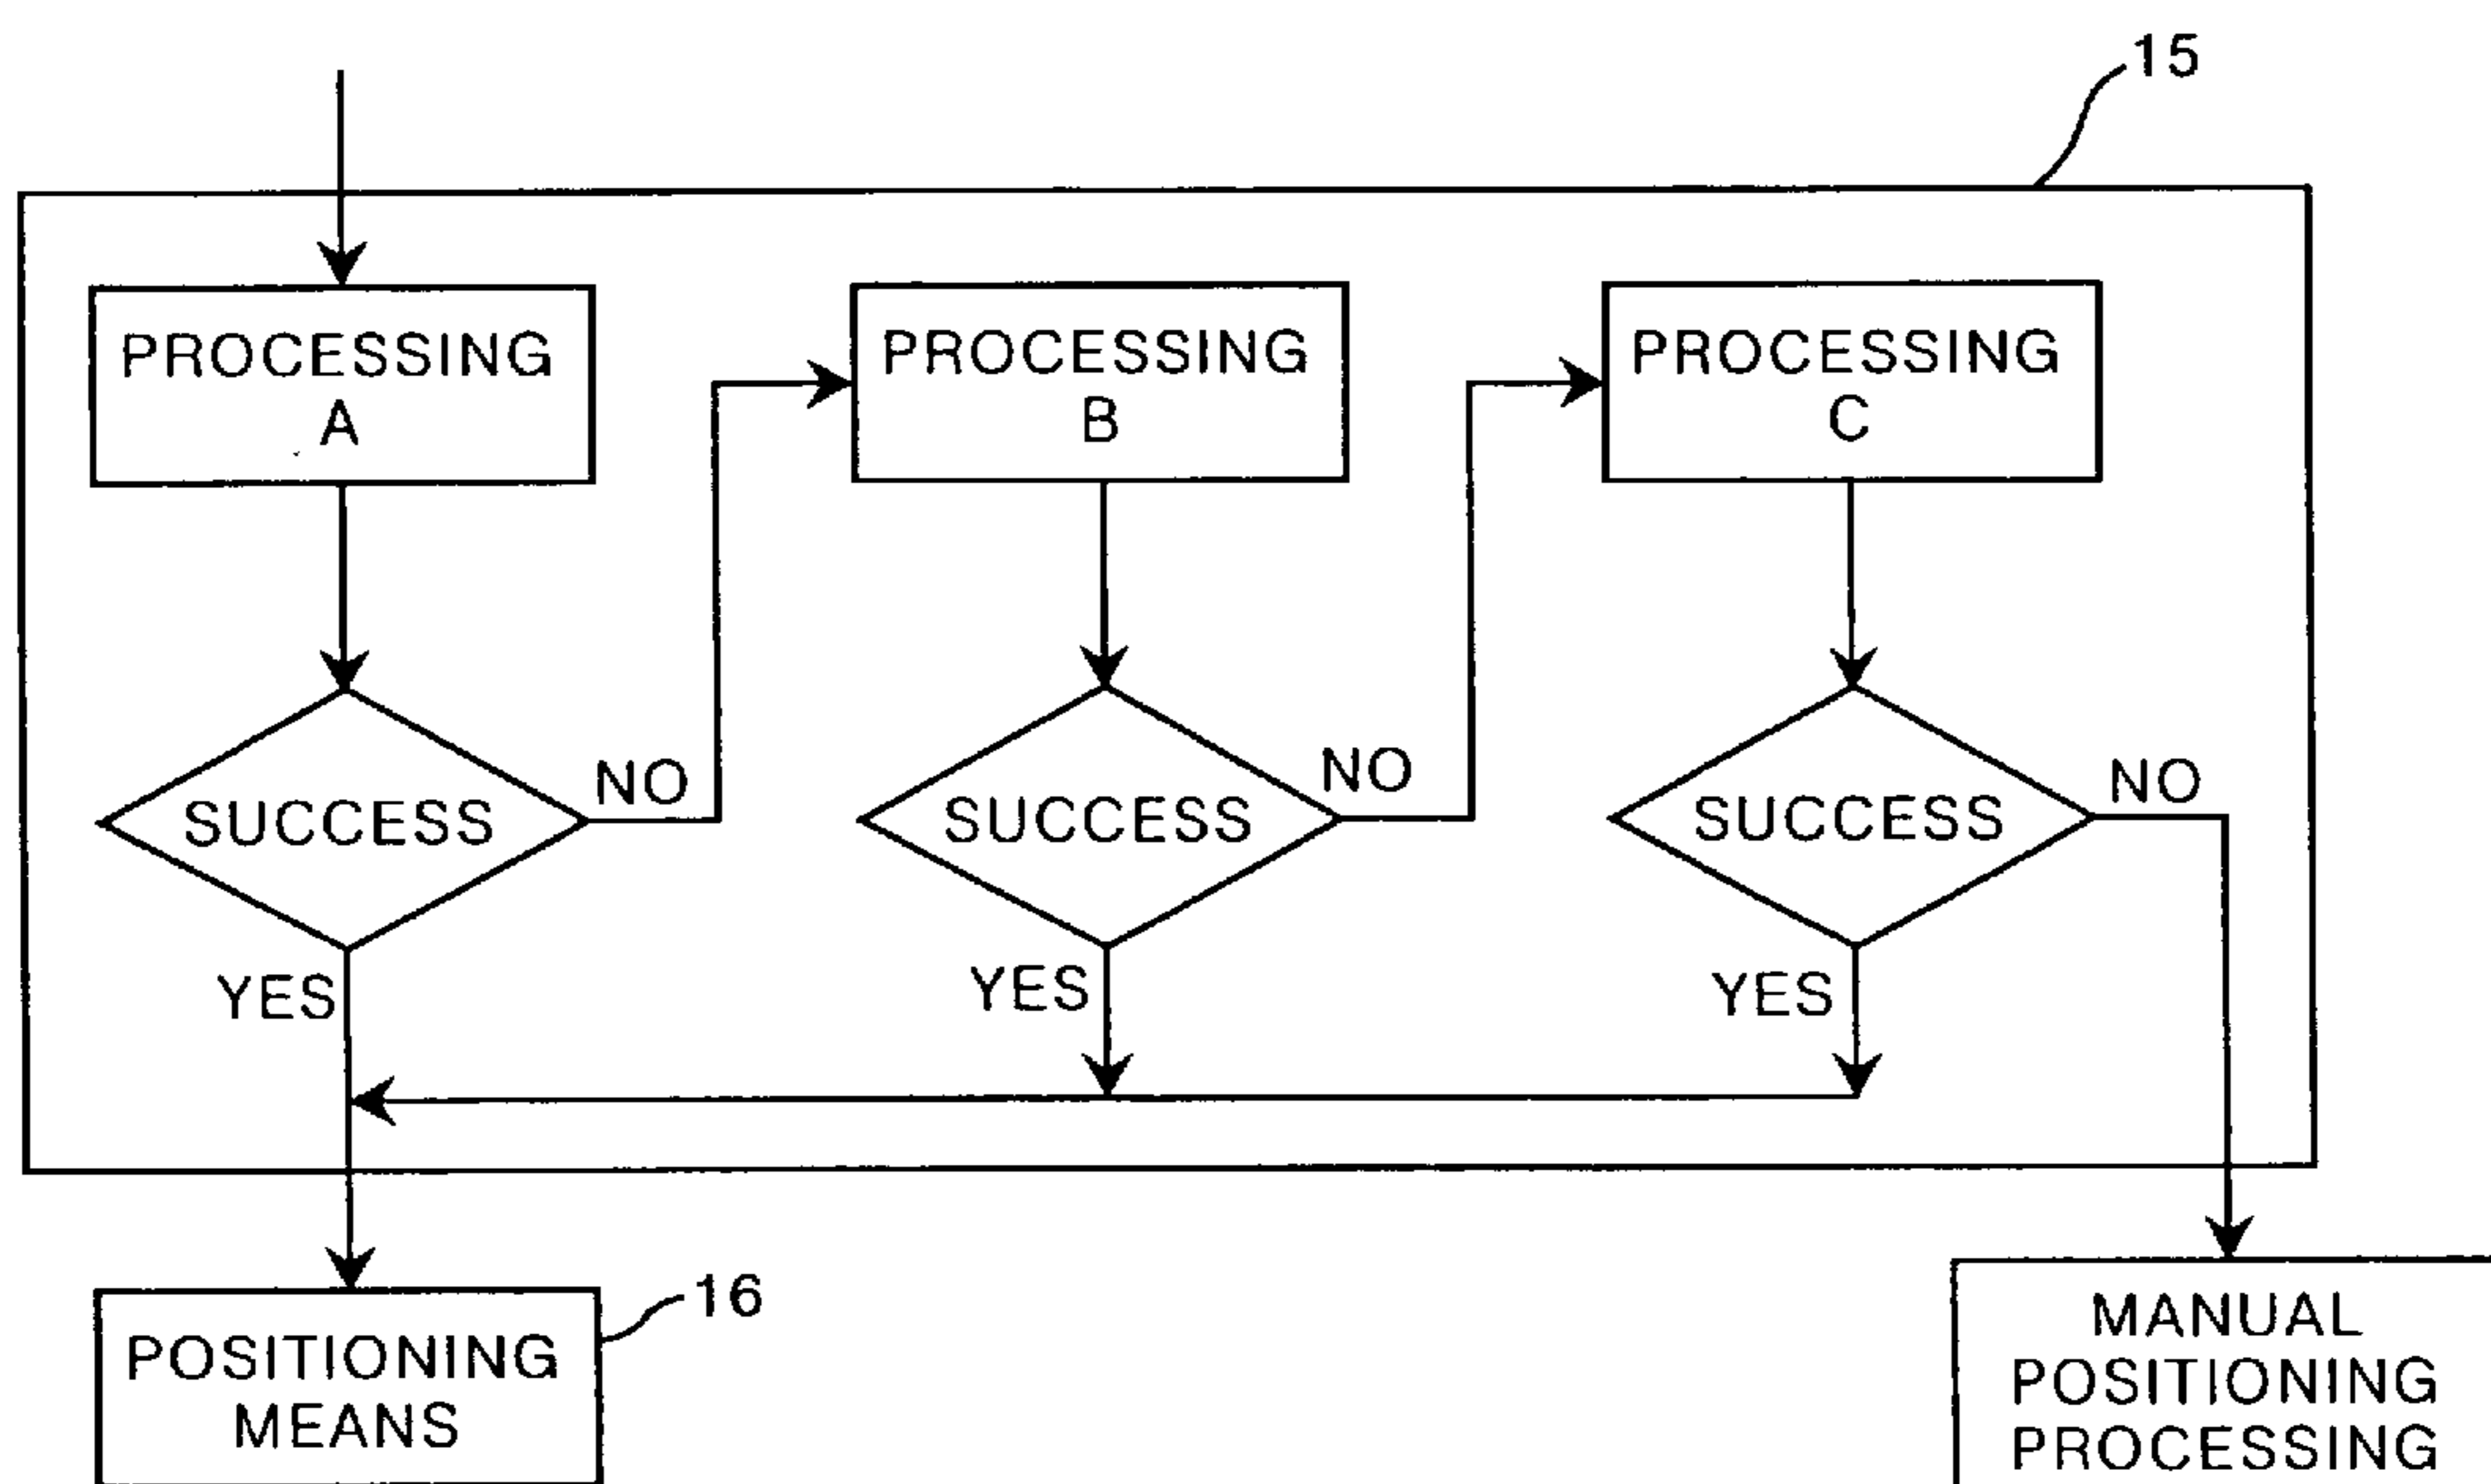 15
PROCESSING
A
PROCESSING
B
PROCESSING
C
SUCCESS
NO
SUCCESS
NO
SUCCESS
NO
YES
YES
YES
16
POSITIONING
MEANS
MANUAL
POSITIONING
PROCESSING